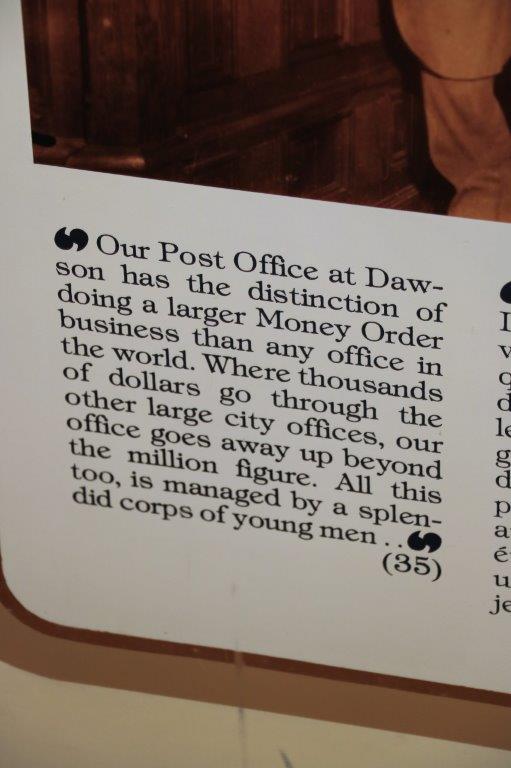 “ Our Post Office at Daw-
son has the distinction of
doing a larger Money Order
business than any office in
the world. Where thousands
of dollars go through the
other large city offices, our
office goes away up beyond
the million figure. All this
too, is managed by a splen-
did corps of young men . . ”
(35)